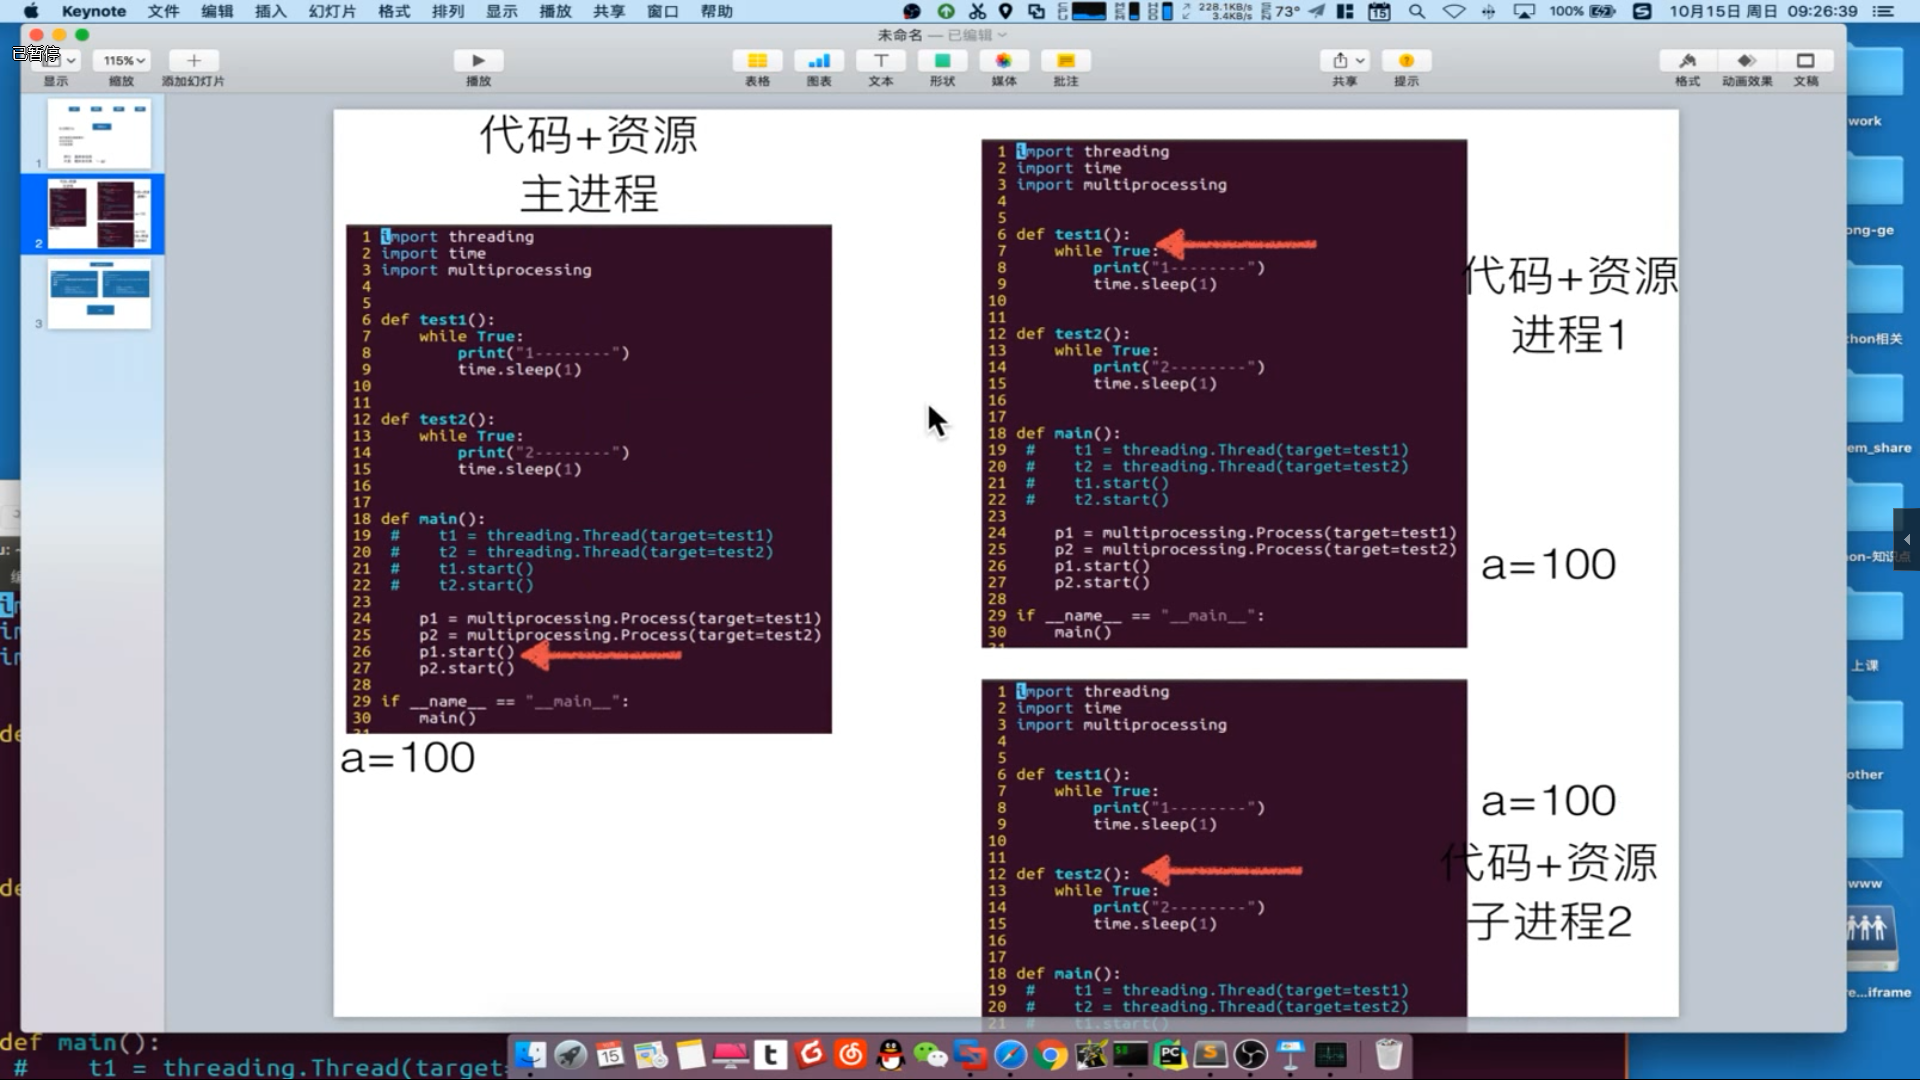 Keynote 文件 编辑 插入 幻灯片 格式 排列 显示 播放 共享 窗口 帮助
228.1KB/s
3.4KB/s
73°
15
100%
10月15日 周日 09:26:39
未命名 — 已编辑
已暂停
115%
显示 缩放 添加幻灯片 播放 表格 图表 文本 形状 媒体 批注 共享 提示 格式 动画效果 文稿
1
2
3
代码+资源
主进程
1 import threading
2 import time
3 import multiprocessing
4
5
6 def test1():
7 while True:
8 print("1--------")
9 time.sleep(1)
10
11
12 def test2():
13 while True:
14 print("2--------")
15 time.sleep(1)
16
17
18 def main():
19 # t1 = threading.Thread(target=test1)
20 # t2 = threading.Thread(target=test2)
21 # t1.start()
22 # t2.start()
23
24 p1 = multiprocessing.Process(target=test1)
25 p2 = multiprocessing.Process(target=test2)
26 p1.start()
27 p2.start()
28
29 if __name__ == "__main__":
30 main()
a=100
1 import threading
2 import time
3 import multiprocessing
4
5
6 def test1():
7 while True:
8 print("1--------")
9 time.sleep(1)
10
11
12 def test2():
13 while True:
14 print("2--------")
15 time.sleep(1)
16
17
18 def main():
19 # t1 = threading.Thread(target=test1)
20 # t2 = threading.Thread(target=test2)
21 # t1.start()
22 # t2.start()
23
24 p1 = multiprocessing.Process(target=test1)
25 p2 = multiprocessing.Process(target=test2)
26 p1.start()
27 p2.start()
28
29 if __name__ == "__main__":
30 main()
代码+资源
进程1
a=100
1 import threading
2 import time
3 import multiprocessing
4
5
6 def test1():
7 while True:
8 print("1--------")
9 time.sleep(1)
10
11
12 def test2():
13 while True:
14 print("2--------")
15 time.sleep(1)
16
17
18 def main():
19 # t1 = threading.Thread(target=test1)
20 # t2 = threading.Thread(target=test2)
21 # t1.start()
a=100
代码+资源
子进程2
work
ong-ge
thon相关
em_share
on-知识点
上课
other
www
re...iframe
def main():
# t1 = threading.Thread(target=
15